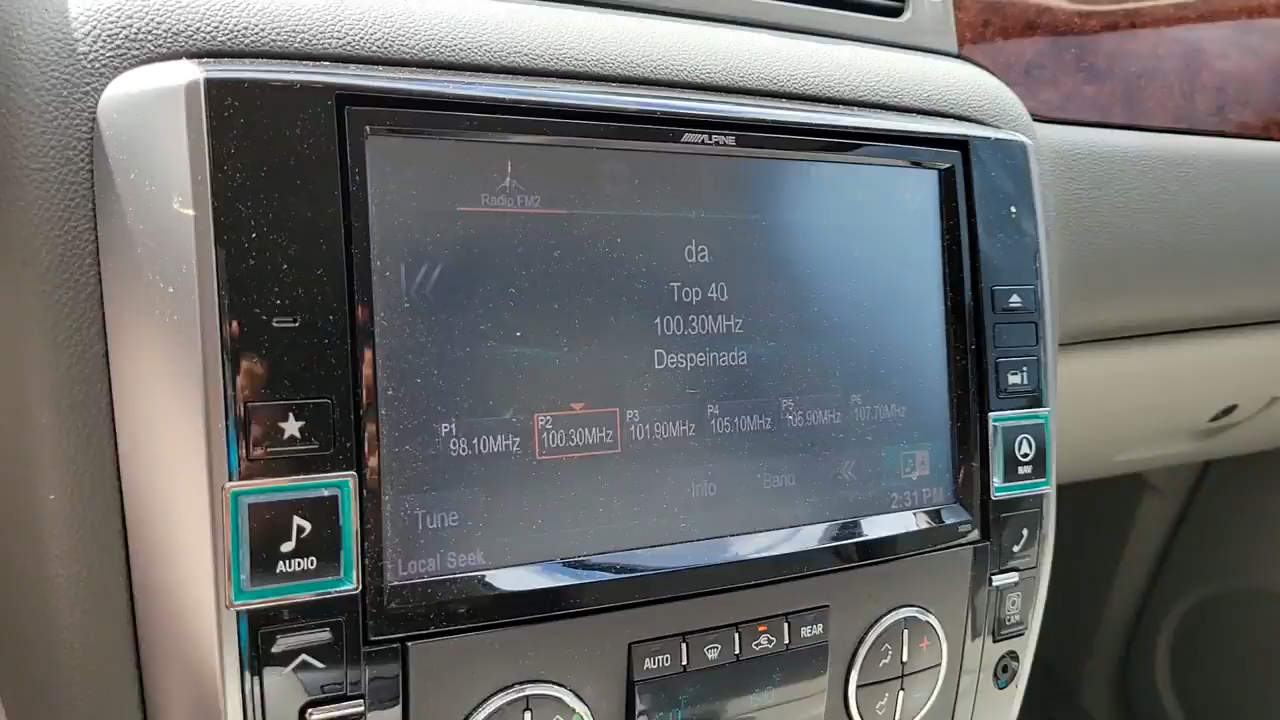 ALPINE
Radio FM2
da
Top 40
100.30MHz
Despeinada
P1
98.10MHz
P2
100.30MHz
P3
101.90MHz
P4
105.10MHz
P5
105.90MHz
P6
107.70MHz
Info
Band
Tune
2:31 PM
Local Seek
AUDIO
NAV
CAM
AUTO
REAR